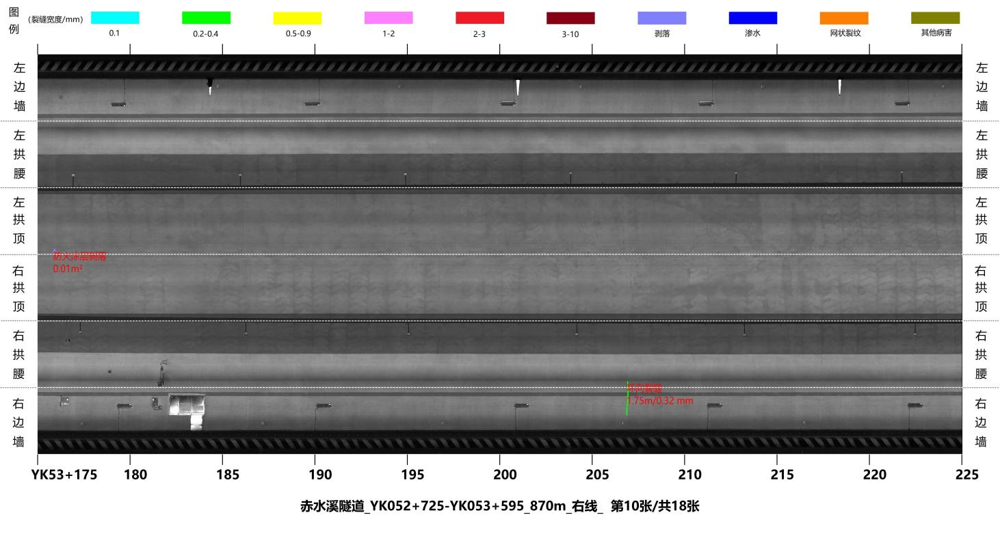 图例 (裂缝宽度/mm) 0.1 0.2-0.4 0.5-0.9 1-2 2-3 3-10 剥落 渗水 网状裂纹 其他病害
左边墙 左边墙
左拱腰 左拱腰
左拱顶 左拱顶
防火涂层剥落
0.01m²
右拱顶 右拱顶
右拱腰 右拱腰
环向裂缝
1.75m/0.32 mm
右边墙 右边墙
YK53+175 180 185 190 195 200 205 210 215 220 225
赤水溪隧道_YK052+725-YK053+595_870m_右线_ 第10张/共18张